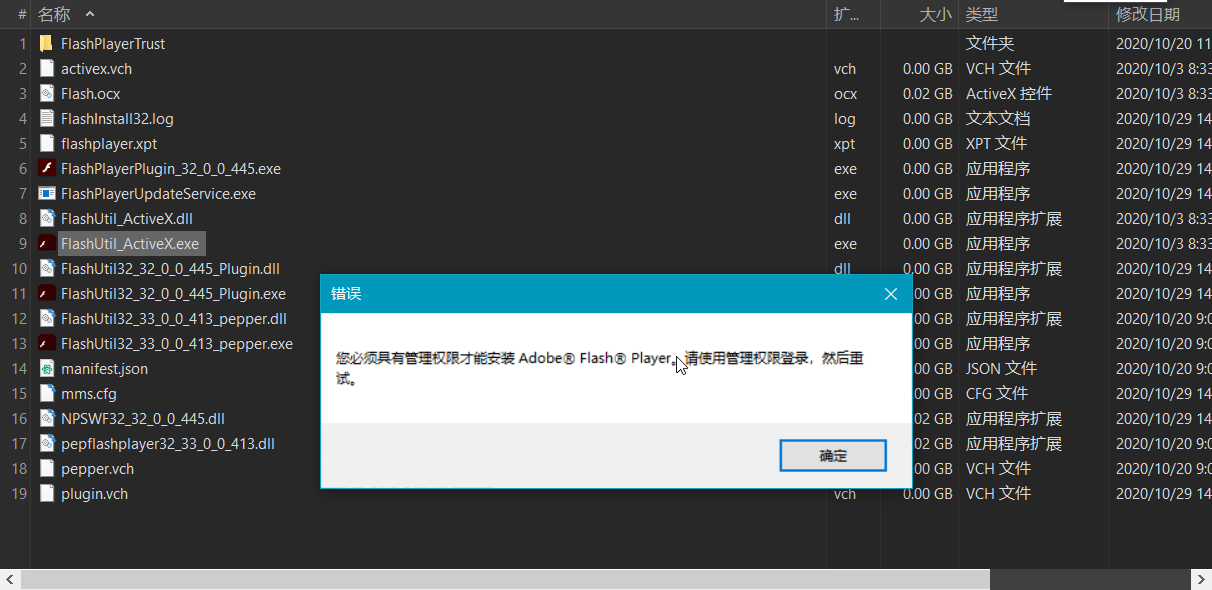 # 名称 扩... 大小 类型 修改日期
1 FlashPlayerTrust 文件夹 2020/10/20 11
2 activex.vch vch 0.00 GB VCH 文件 2020/10/3 8:33
3 Flash.ocx ocx 0.02 GB ActiveX 控件 2020/10/3 8:33
4 FlashInstall32.log log 0.00 GB 文本文档 2020/10/29 14
5 flashplayer.xpt xpt 0.00 GB XPT 文件 2020/10/29 14
6 FlashPlayerPlugin_32_0_0_445.exe exe 0.00 GB 应用程序 2020/10/29 14
7 FlashPlayerUpdateService.exe exe 0.00 GB 应用程序 2020/10/29 14
8 FlashUtil_ActiveX.dll dll 0.00 GB 应用程序扩展 2020/10/3 8:33
9 FlashUtil_ActiveX.exe exe 0.00 GB 应用程序 2020/10/3 8:33
10 FlashUtil32_32_0_0_445_Plugin.dll dll 0.00 GB 应用程序扩展 2020/10/29 14
11 FlashUtil32_32_0_0_445_Plugin.exe .00 GB 应用程序 2020/10/29 14
12 FlashUtil32_33_0_0_413_pepper.dll .00 GB 应用程序扩展 2020/10/20 9:0
13 FlashUtil32_33_0_0_413_pepper.exe .00 GB 应用程序 2020/10/20 9:0
14 manifest.json .00 GB JSON 文件 2020/10/20 9:0
15 mms.cfg .00 GB CFG 文件 2020/10/29 14
16 NPSWF32_32_0_0_445.dll .02 GB 应用程序扩展 2020/10/29 14
17 pepflashplayer32_33_0_0_413.dll .02 GB 应用程序扩展 2020/10/20 9:0
18 pepper.vch .00 GB VCH 文件 2020/10/20 9:0
19 plugin.vch vch 0.00 GB VCH 文件 2020/10/29 14
错误
您必须具有管理权限才能安装 Adobe® Flash® Player。请使用管理权限登录，然后重
试。
确定